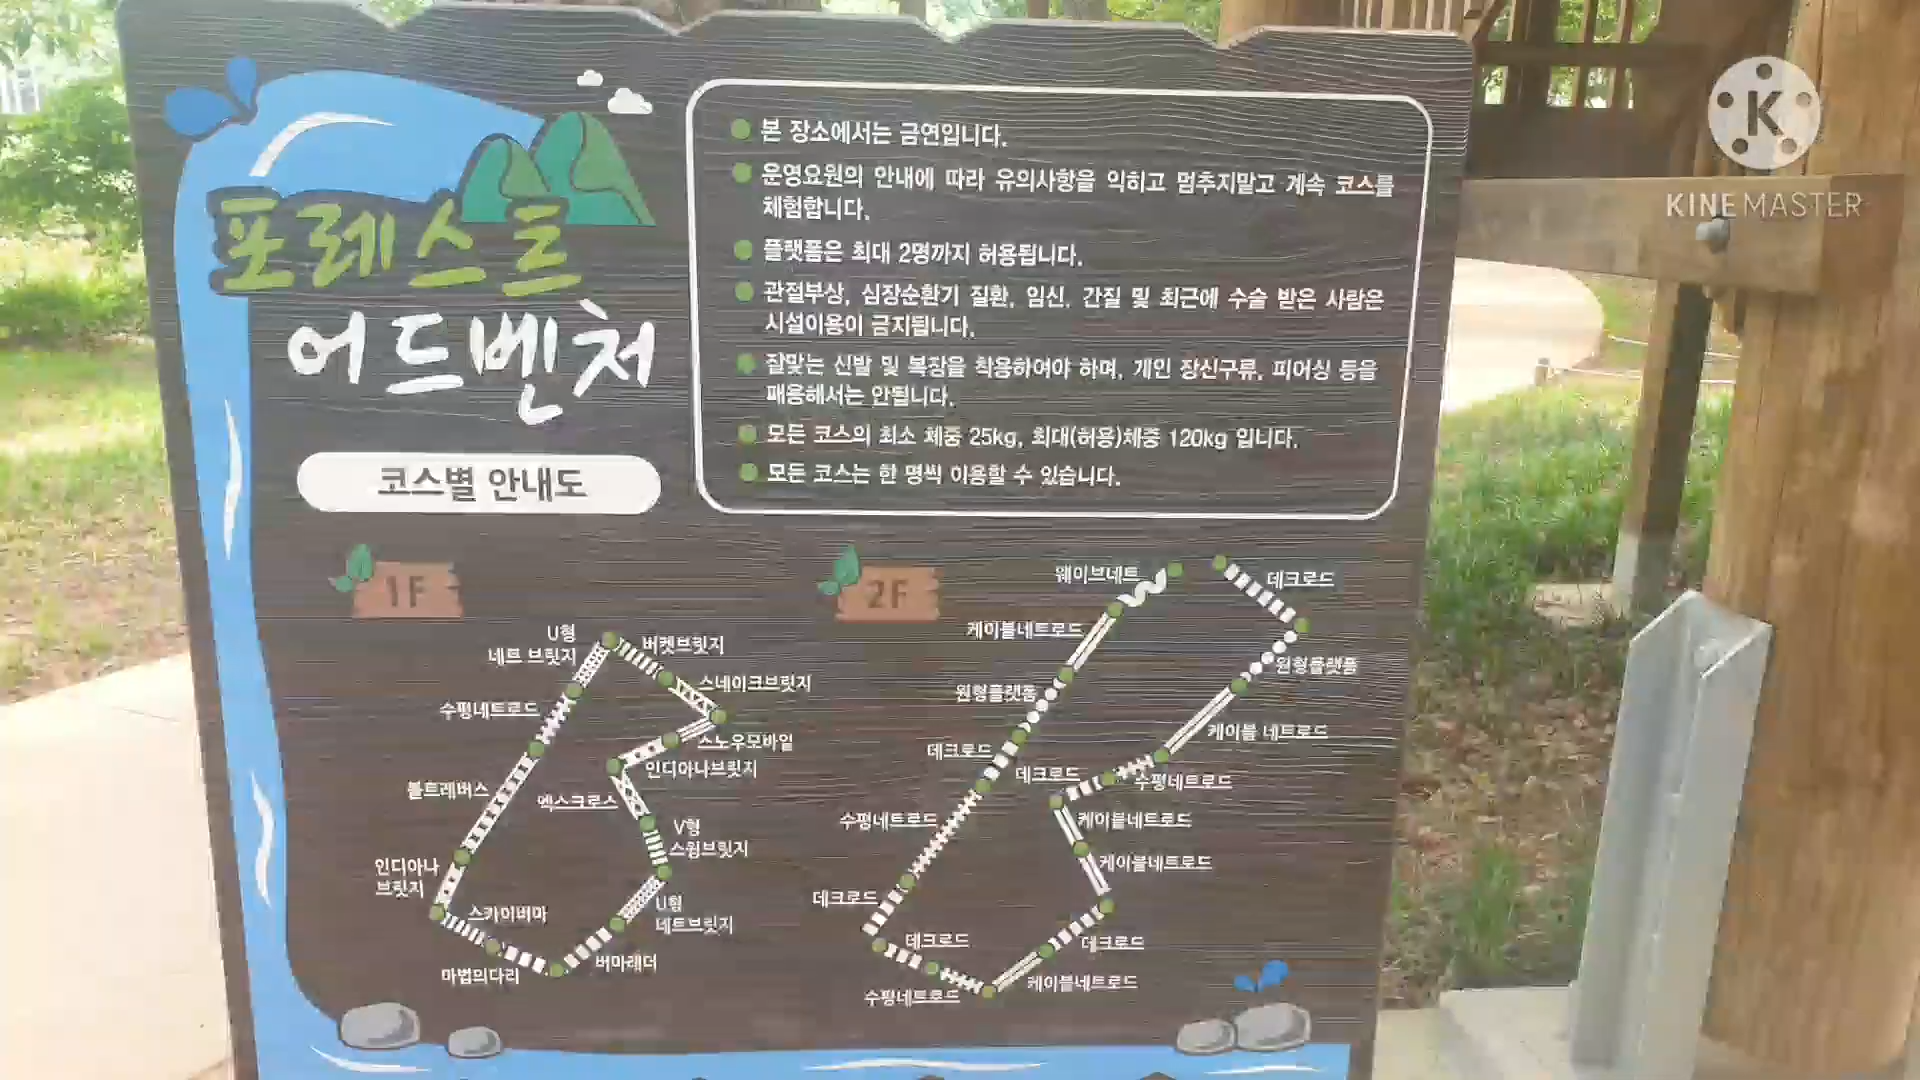 포레스트
어드벤처
코스별 안내도
본 장소에서는 금연입니다.
운영요원의 안내에 따라 유의사항을 익히고 멈추지말고 계속 코스를
체험합니다.
플랫폼은 최대 2명까지 허용됩니다.
관절부상, 심장순환기 질환, 임신, 간질 및 최근에 수술 받은 사람은
시설이용이 금지됩니다.
잘맞는 신발 및 복장을 착용하여야 하며, 개인 장신구류, 피어싱 등을
패용해서는 안됩니다.
모든 코스의 최소 체중 25kg, 최대(허용)체중 120kg 입니다.
모든 코스는 한 명씩 이용할 수 있습니다.
KINEMASTER
1F
U형
네트 브릿지
버켓브릿지
스네이크브릿지
수평네트로드
스노우모바일
인디아나브릿지
볼트레버스
엑스크로스
V형
스윙브릿지
인디아나
브릿지
스카이버마
U형
네트브릿지
마법의다리
버마래더
2F
웨이브네트
데크로드
케이블네트로드
원형플랫폼
원형플랫폼
케이블 네트로드
데크로드
데크로드
수평네트로드
수평네트로드
케이블네트로드
케이블네트로드
데크로드
데크로드
데크로드
수평네트로드
케이블네트로드